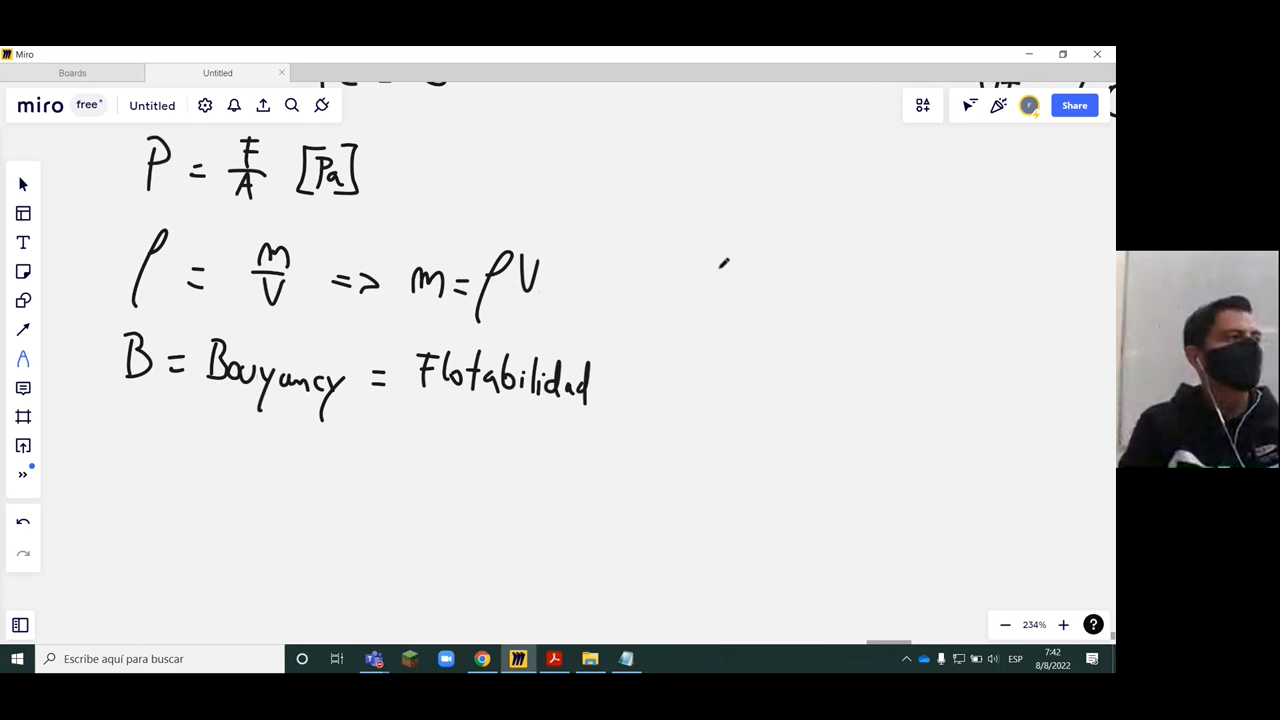 Miro
Boards
Untitled
miro free
Untitled
Share
P = F/A [Pa]
ρ = m/V => m = ρV
B = Bouyancy = Flotabilidad
234%
Escribe aquí para buscar
ESP
7:42
8/8/2022